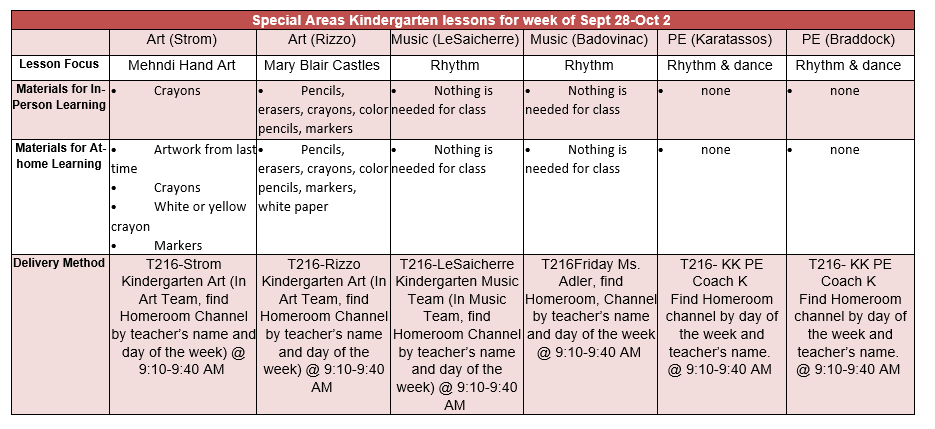 Special Areas Kindergarten lessons for week of Sept 28-Oct 2
Art (Strom)
Art (Rizzo)
Music (LeSaicherre)
Music (Badovinac)
PE (Karatassos)
PE (Braddock)
Lesson Focus
Mehndi Hand Art
Mary Blair Castles
Rhythm
Rhythm
Rhythm & dance
Rhythm & dance
Materials for In-
Person Learning
• Crayons
• Pencils,
erasers, crayons, color
pencils, markers
• Nothing is
needed for class
• Nothing is
needed for class
• none
• none
Materials for At-
home Learning
• Artwork from last
time
• Crayons
• White or yellow
crayon
• Markers
• Pencils,
erasers, crayons, color
pencils, markers,
white paper
• Nothing is
needed for class
• Nothing is
needed for class
• none
• none
Delivery Method
T216-Strom
Kindergarten Art (In
Art Team, find
Homeroom Channel
by teacher's name and
day of the week) @
9:10-9:40 AM
T216-Rizzo
Kindergarten Art (In
Art Team, find
Homeroom Channel
by teacher's name
and day of the
week) @ 9:10-9:40
AM
T216-LeSaicherre
Kindergarten Music
Team (In Music
Team, find
Homeroom Channel
by teacher's name
and day of the
week) @ 9:10-9:40
AM
T216Friday Ms.
Adler, find
Homeroom, Channel
by teacher's name
and day of the week
@ 9:10-9:40 AM
T216- KK PE
Coach K
Find Homeroom
channel by day of
the week and
teacher's name.
@ 9:10-9:40 AM
T216- KK PE
Coach K
Find Homeroom
channel by day of
the week and
teacher's name.
@ 9:10-9:40 AM